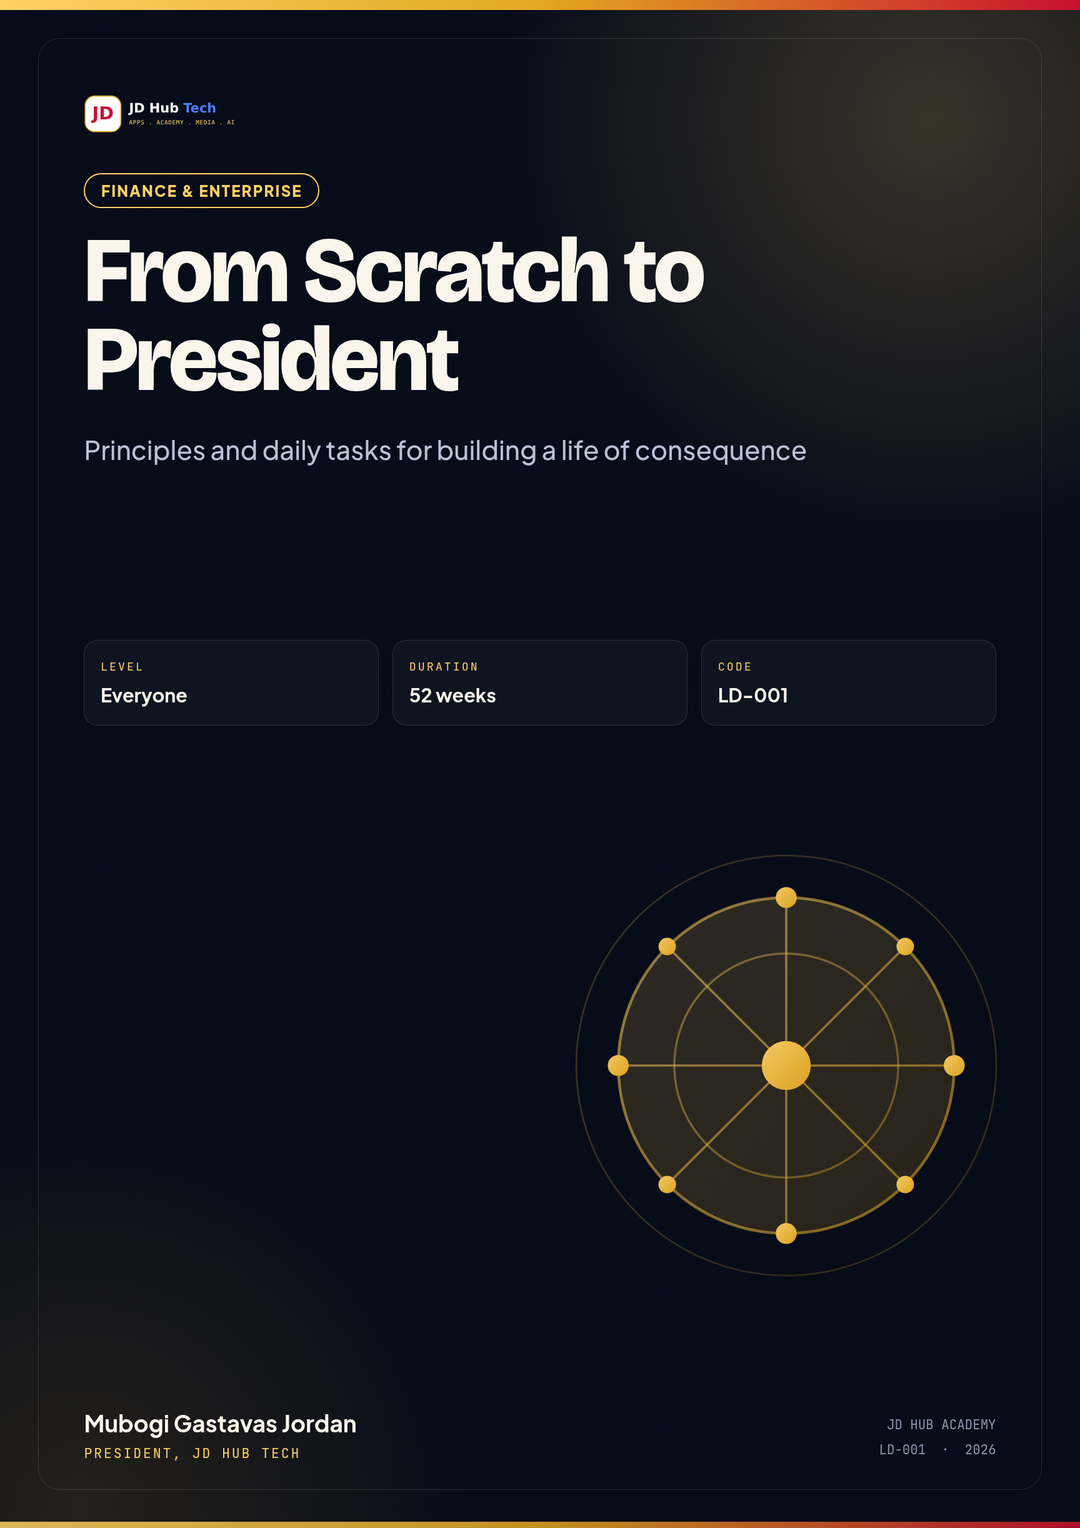 JD
JD Hub Tech
APPS . ACADEMY . MEDIA . AI
FINANCE & ENTERPRISE
From Scratch to
President
Principles and daily tasks for building a life of consequence
LEVEL
Everyone
DURATION
52 weeks
CODE
LD-001
Mubogi Gastavas Jordan
PRESIDENT, JD HUB TECH
JD HUB ACADEMY
LD-001 · 2026